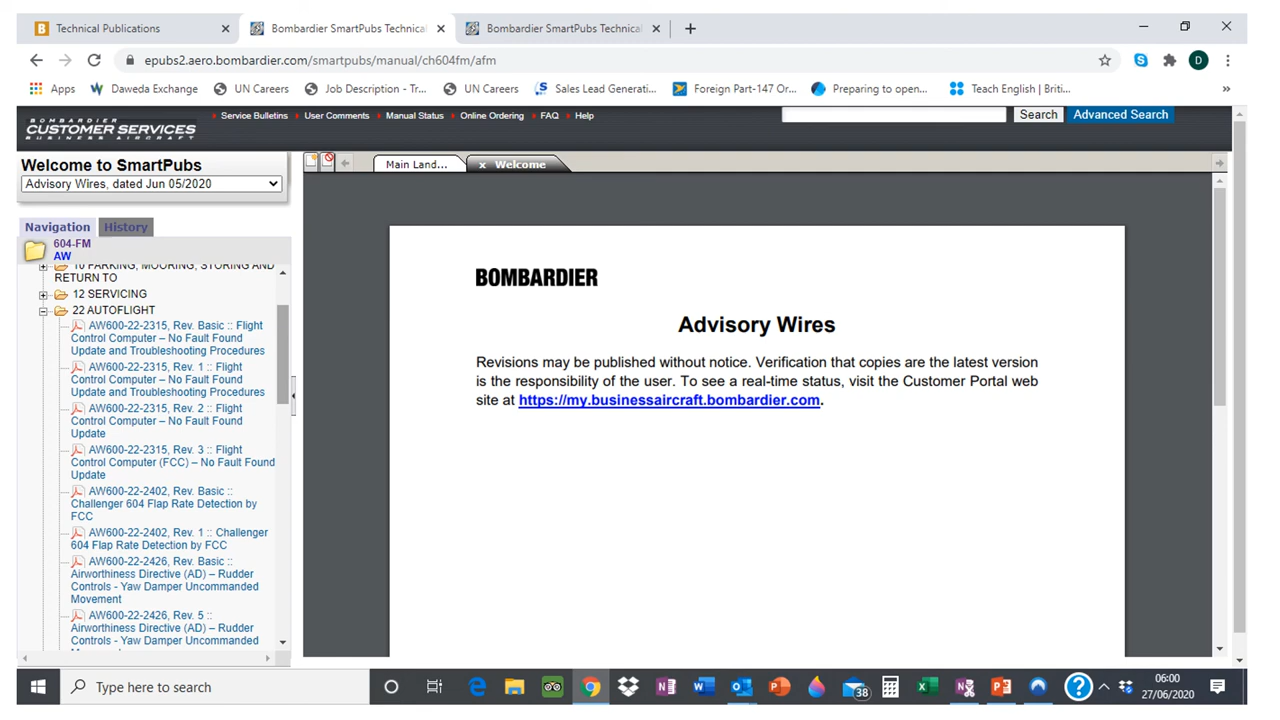 Technical Publications
Bombardier SmartPubs Technical
Bombardier SmartPubs Technical
epubs2.aero.bombardier.com/smartpubs/manual/ch604fm/afm
D
Apps
Daweda Exchange
UN Careers
Job Description - Tr...
UN Careers
Sales Lead Generati...
Foreign Part-147 Or...
Preparing to open...
Teach English | Briti...
»
BOMBARDIER
CUSTOMER SERVICES
BUSINESS AIRCRAFT
Service Bulletins
User Comments
Manual Status
Online Ordering
FAQ
Help
Search
Advanced Search
Welcome to SmartPubs
Advisory Wires, dated Jun 05/2020
Main Land...
x Welcome
Navigation
History
604-FM
AW
10 PARKING, MOORING, STORING AND
RETURN TO
12 SERVICING
22 AUTOFLIGHT
AW600-22-2315, Rev. Basic :: Flight
Control Computer – No Fault Found
Update and Troubleshooting Procedures
AW600-22-2315, Rev. 1 :: Flight
Control Computer – No Fault Found
Update and Troubleshooting Procedures
AW600-22-2315, Rev. 2 :: Flight
Control Computer – No Fault Found
Update
AW600-22-2315, Rev. 3 :: Flight
Control Computer (FCC) – No Fault Found
Update
AW600-22-2402, Rev. Basic ::
Challenger 604 Flap Rate Detection by
FCC
AW600-22-2402, Rev. 1 :: Challenger
604 Flap Rate Detection by FCC
AW600-22-2426, Rev. Basic ::
Airworthiness Directive (AD) – Rudder
Controls - Yaw Damper Uncommanded
Movement
AW600-22-2426, Rev. 5 ::
Airworthiness Directive (AD) – Rudder
Controls - Yaw Damper Uncommanded
BOMBARDIER
Advisory Wires
Revisions may be published without notice. Verification that copies are the latest version
is the responsibility of the user. To see a real-time status, visit the Customer Portal web
site at https://my.businessaircraft.bombardier.com.
Type here to search
38
06:00
27/06/2020